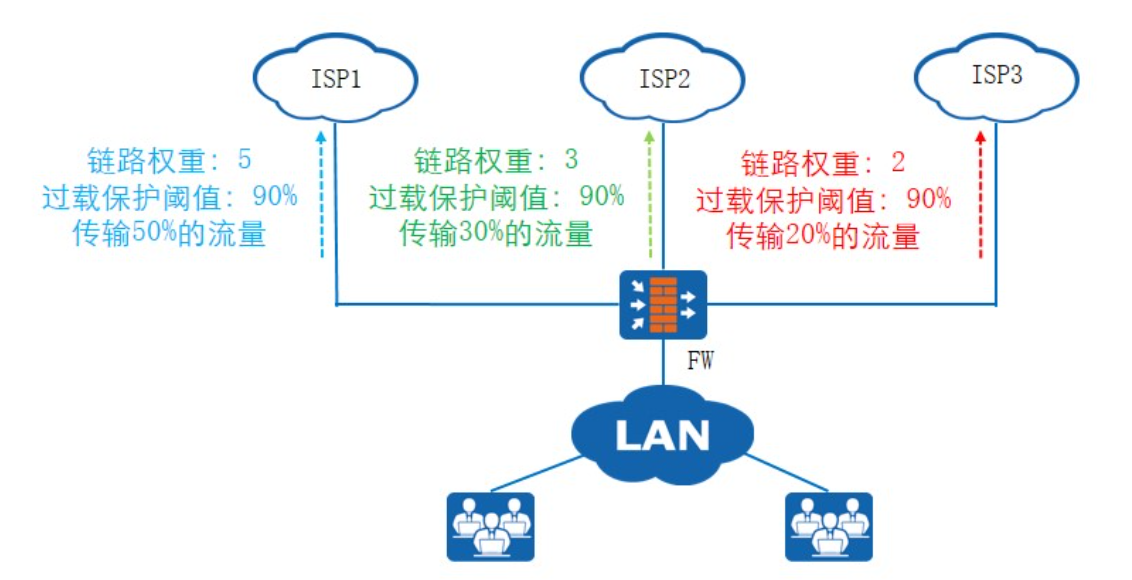 ISP1
ISP2
ISP3
链路权重：5
过载保护阈值：90%
传输50%的流量
链路权重：3
过载保护阈值：90%
传输30%的流量
链路权重：2
过载保护阈值：90%
传输20%的流量
FW
LAN